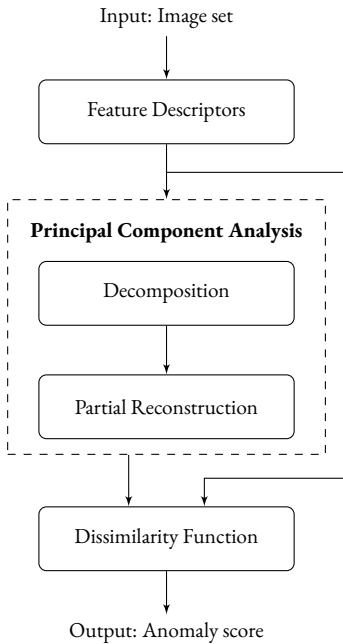 Input: Image set
Feature Descriptors
Principal Component Analysis
Decomposition
Partial Reconstruction
Dissimilarity Function
Output: Anomaly score